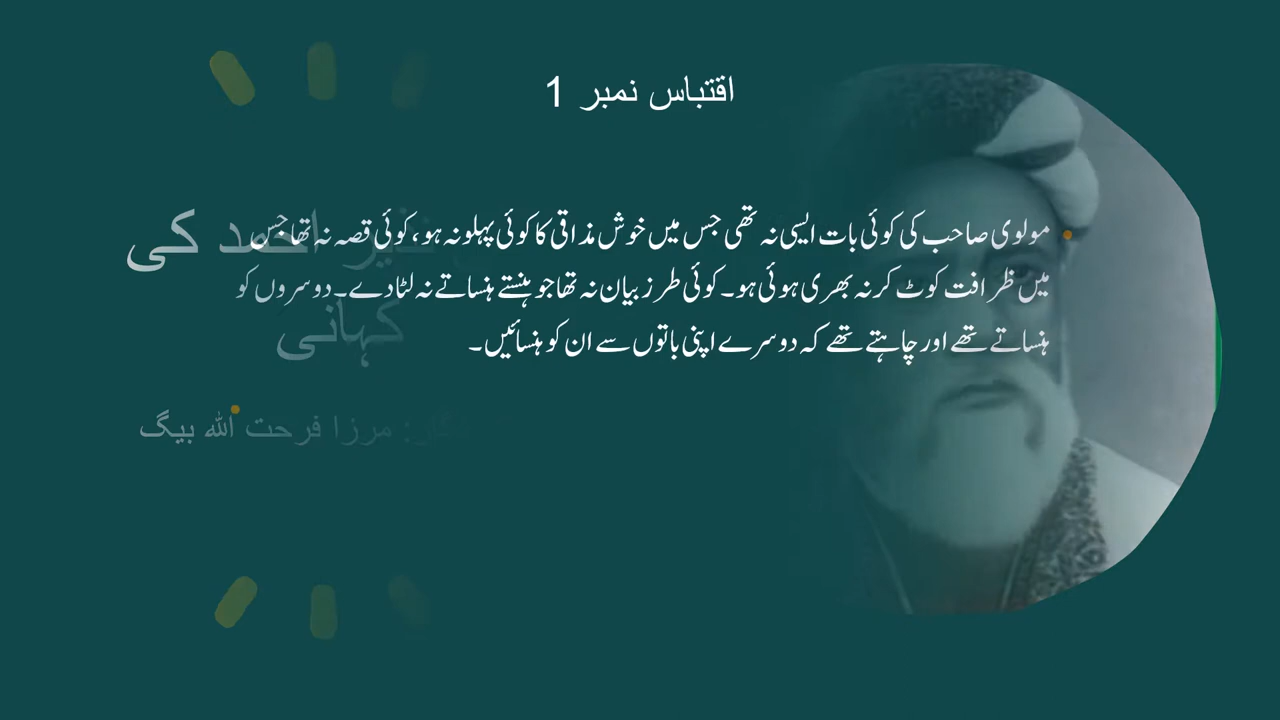 اقتباس نمبر 1
مولوی صاحب کی کوئی بات ایسی نہ تھی جس میں خوش مذاقی کا کوئی پہلو نہ ہو، کوئی قصہ نہ تھا جس
میں ظرافت کوٹ کر نہ بھری ہوئی ہو۔ کوئی طرز بیان نہ تھا جو ہنستے ہنساتے نہ لٹا دے۔ دوسروں کو
ہنساتے تھے اور چاہتے تھے کہ دوسرے اپنی باتوں سے ان کو ہنسائیں۔
احمد کی
کہانی
مرزا فرحت اللہ بیگ